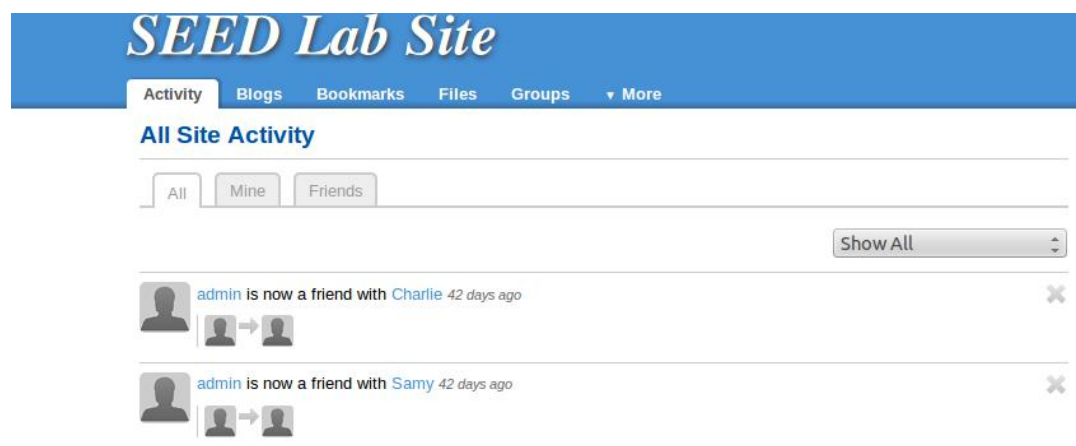 SEED Lab Site
Activity Blogs Bookmarks Files Groups ▼ More
All Site Activity
All Mine Friends
Show All
admin is now a friend with Charlie 42 days ago
admin is now a friend with Samy 42 days ago